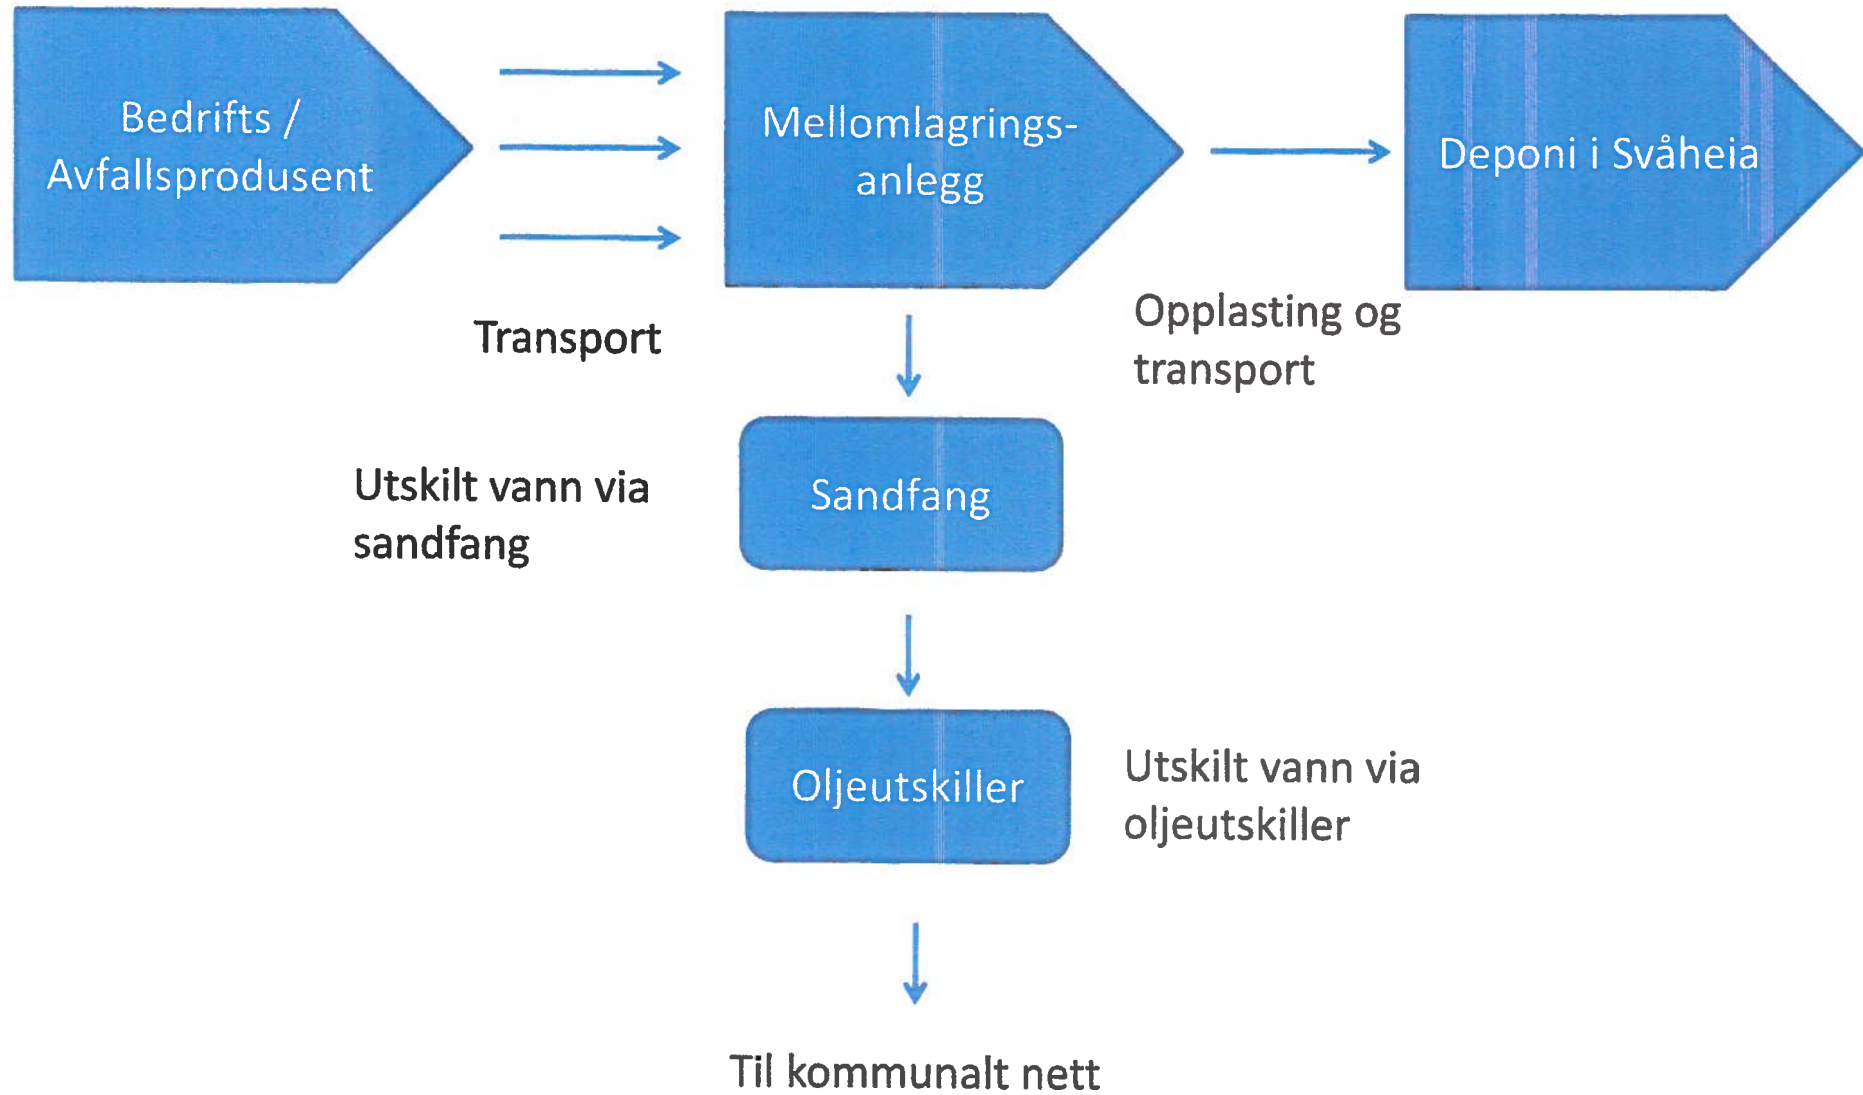 Bedrifts /
Avfallsprodusent
Mellomlagrings-
anlegg
Deponi i Svåheia
Transport
Opplasting og
transport
Utskilt vann via
sandfang
Sandfang
Oljeutskiller
Utskilt vann via
oljeutskiller
Til kommunalt nett